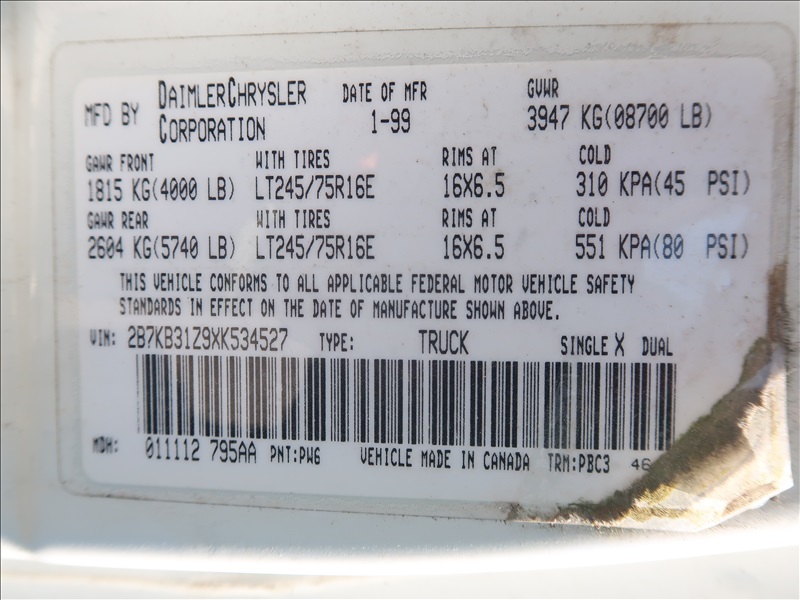 MFD BY DAIMLERCHRYSLER CORPORATION DATE OF MFR 1-99 GVWR 3947 KG(08700 LB)
GAWR FRONT WITH TIRES RIMS AT COLD
1815 KG(4000 LB) LT245/75R16E 16X6.5 310 KPA(45 PSI)
GAWR REAR WITH TIRES RIMS AT COLD
2604 KG(5740 LB) LT245/75R16E 16X6.5 551 KPA(80 PSI)
THIS VEHICLE CONFORMS TO ALL APPLICABLE FEDERAL MOTOR VEHICLE SAFETY
STANDARDS IN EFFECT ON THE DATE OF MANUFACTURE SHOWN ABOVE.
VIN: 2B7KB31Z9XK534527 TYPE: TRUCK SINGLE X DUAL
MDH: 011112 795AA PNT:PW6 VEHICLE MADE IN CANADA TRM:PBC3 46